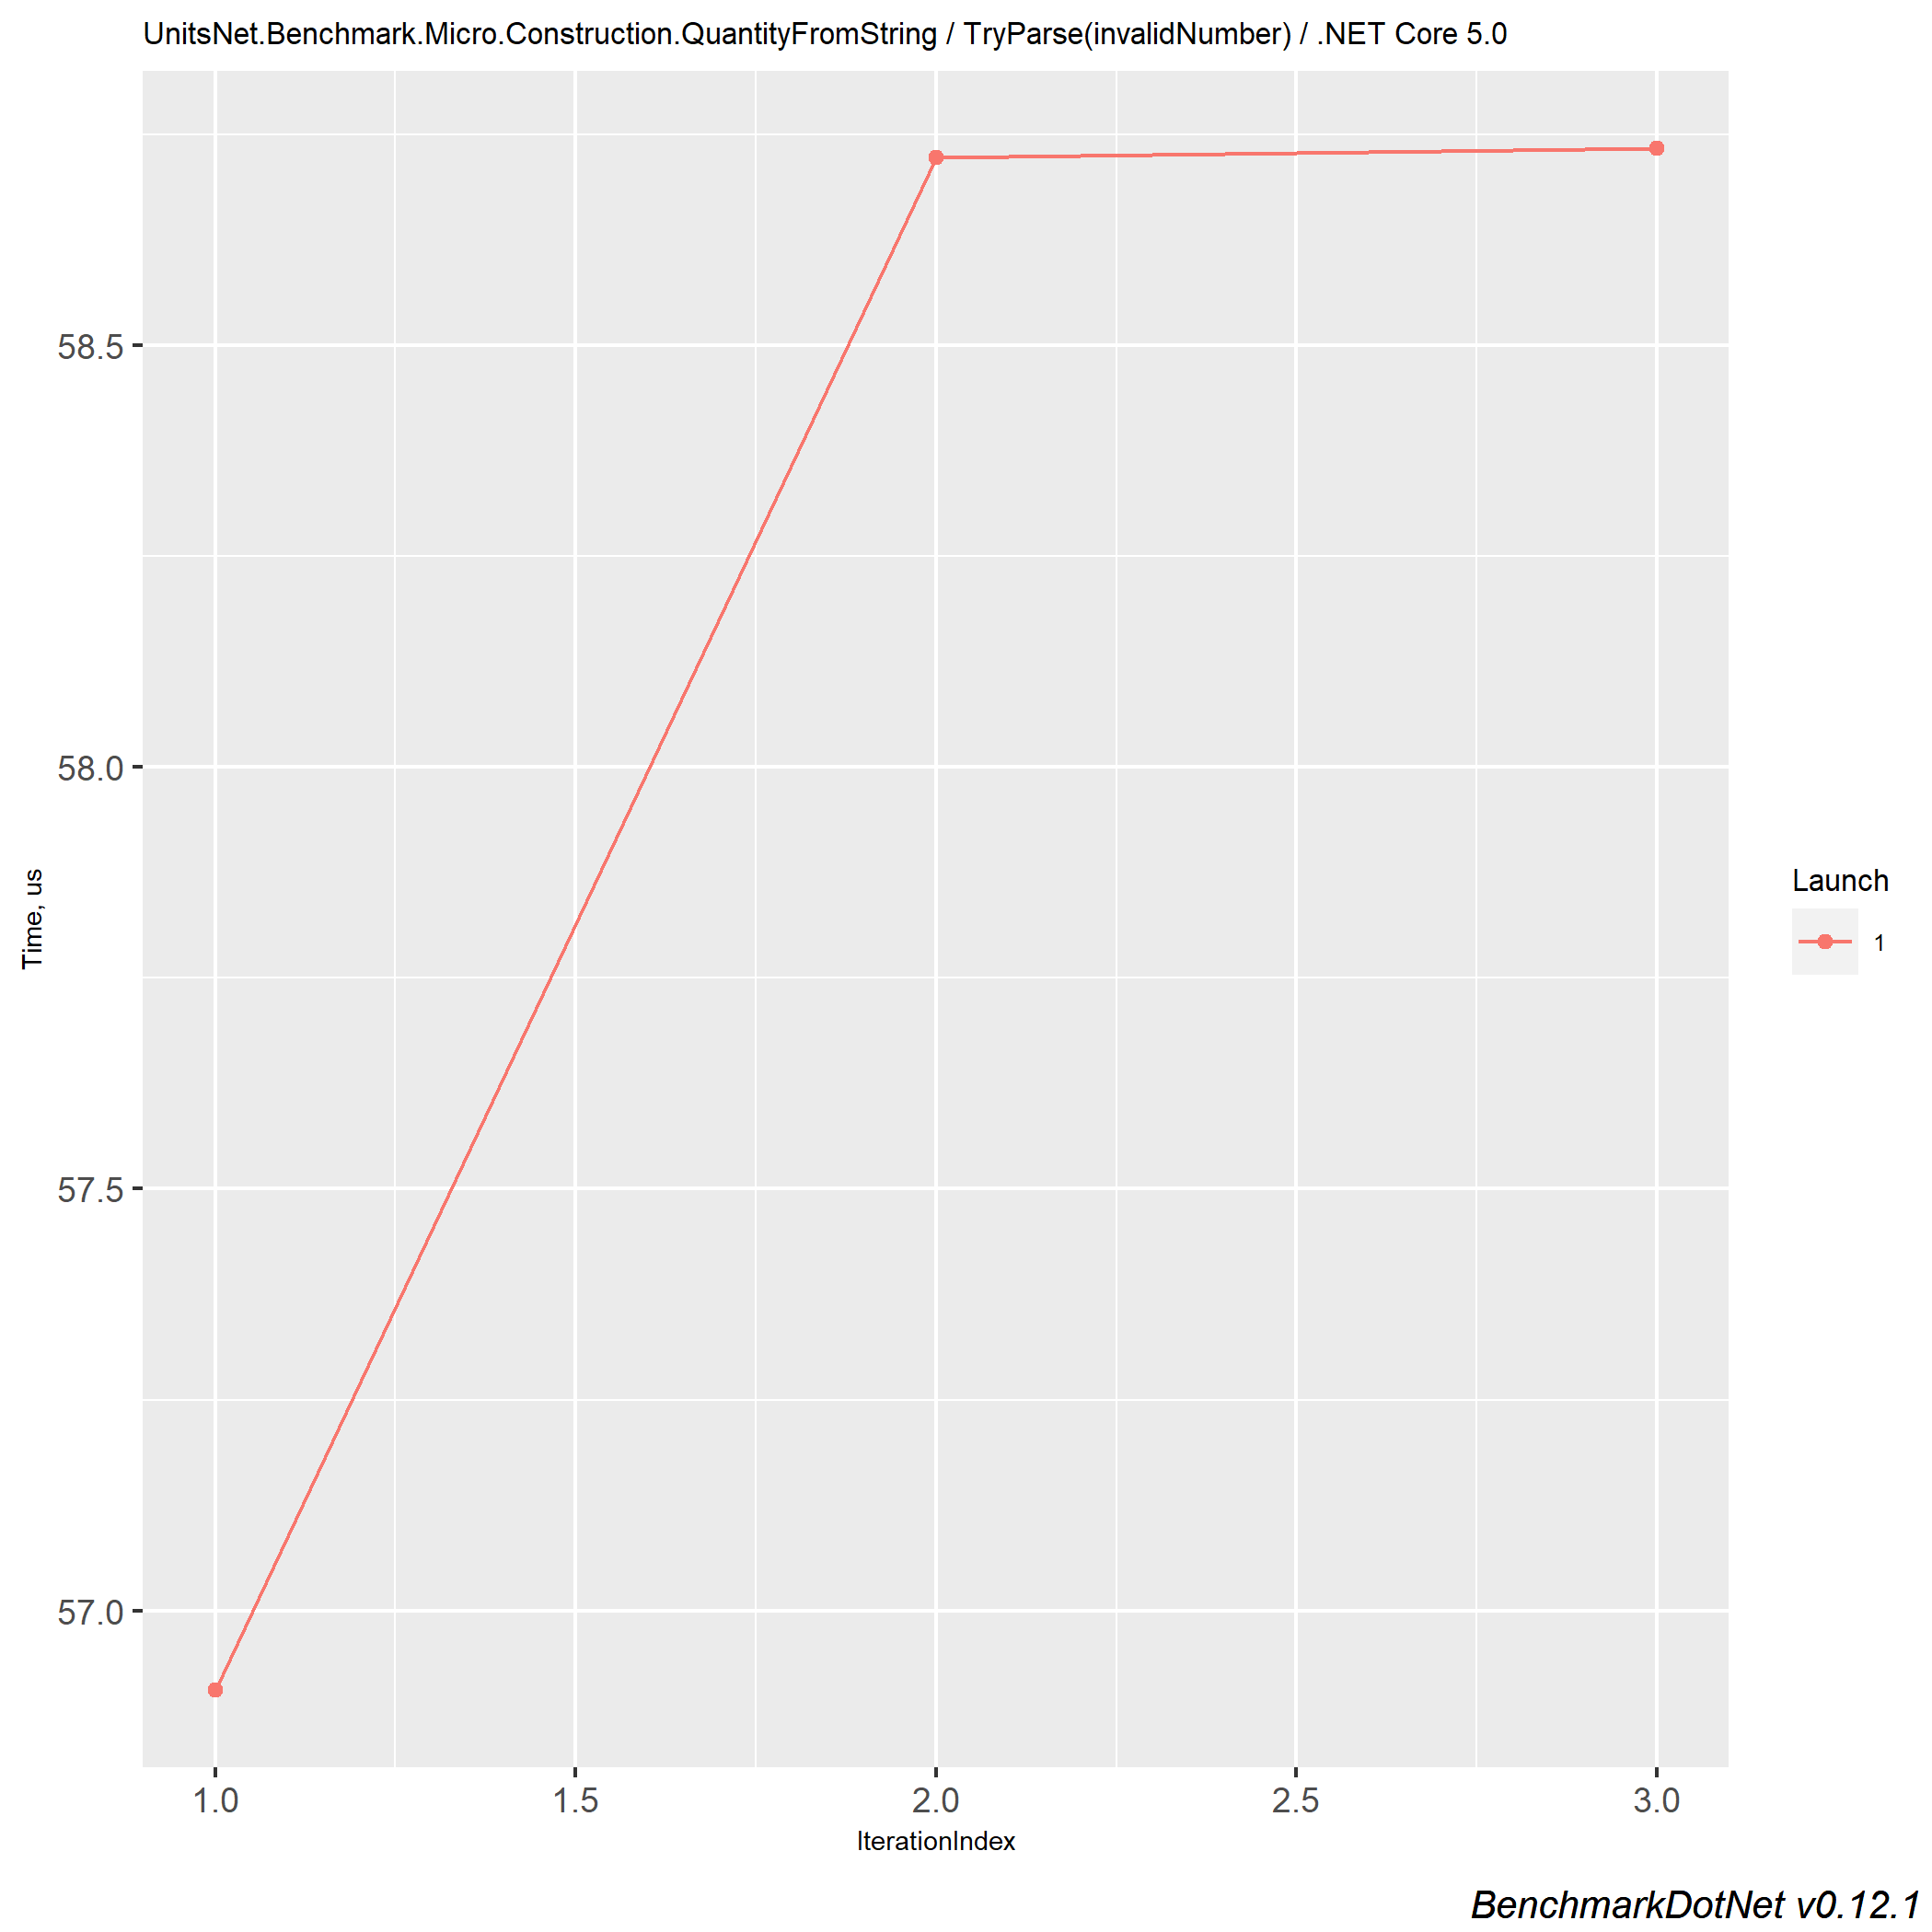 UnitsNet.Benchmark.Micro.Construction.QuantityFromString / TryParse(invalidNumber) / .NET Core 5.0
58.5
58.0
57.5
57.0
Time, us
1.0 1.5 2.0 2.5 3.0
IterationIndex
Launch
1
BenchmarkDotNet v0.12.1